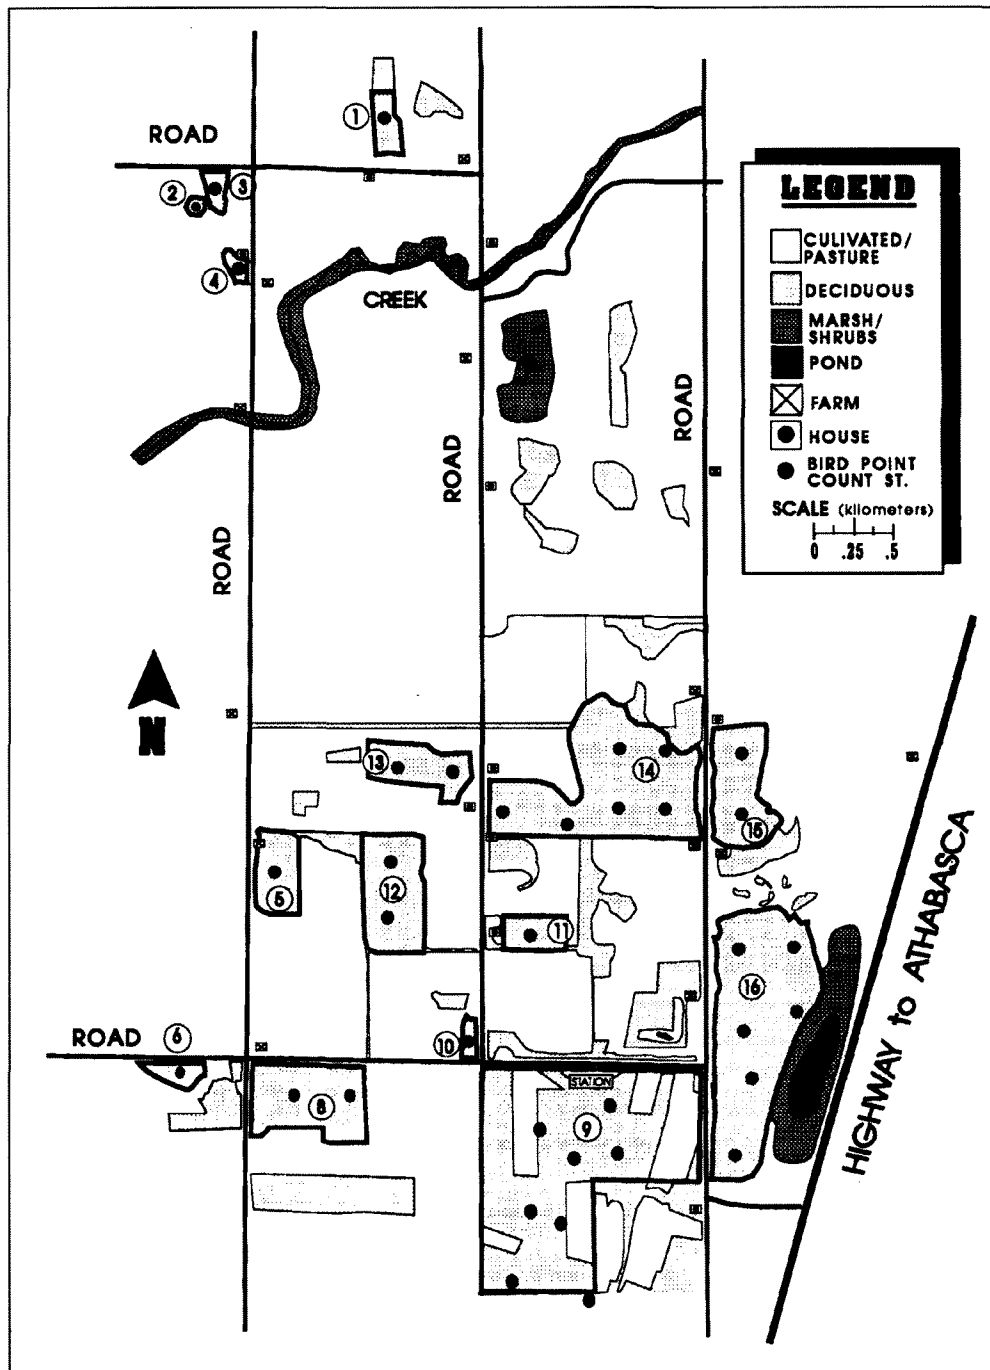 1
ROAD
2
3
4
CREEK
LEGEND
CULIVATED/
PASTURE
DECIDUOUS
MARSH/
SHRUBS
POND
FARM
HOUSE
BIRD POINT
COUNT ST.
SCALE (kilometers)
0 .25 .5
ROAD
ROAD
ROAD
N
13
14
15
5
12
11
16
10
ROAD
6
HIGHWAY to ATHABASCA
STATION
8
9